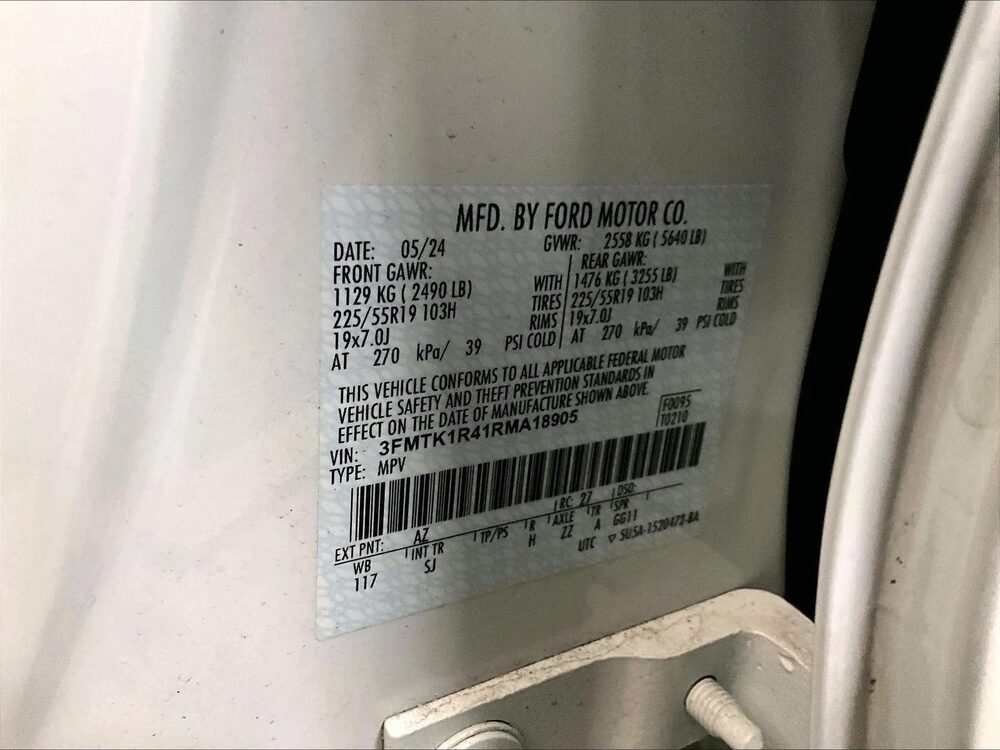 MFD. BY FORD MOTOR CO.
DATE: 05/24 GVWR: 2558 KG ( 5640 LB)
FRONT GAWR: REAR GAWR:
1129 KG ( 2490 LB) WITH 1476 KG ( 3255 LB) WITH
225/55R19 103H TIRES 225/55R19 103H TIRES
19x7.0J RIMS 19x7.0J RIMS
AT 270 kPa/ 39 PSI COLD AT 270 kPa/ 39 PSI COLD
THIS VEHICLE CONFORMS TO ALL APPLICABLE FEDERAL MOTOR
VEHICLE SAFETY AND THEFT PREVENTION STANDARDS IN
EFFECT ON THE DATE OF MANUFACTURE SHOWN ABOVE.
VIN: 3FMTK1R41RMA18905 F0095
TYPE: MPV T0210
EXT PNT: AZ RC: 27 DSO:
WB INT TR TP/PS R AXLE TR SPR
117 SJ H ZZ A GG11
UTC ▽ 5U5A-1520472-BA